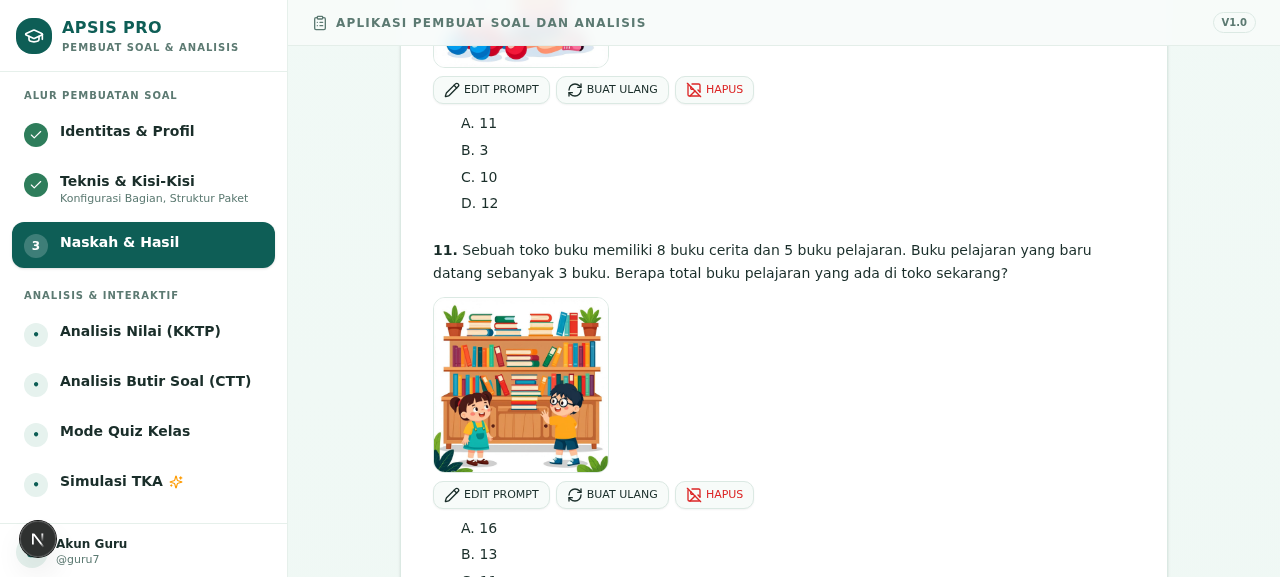 APSIS PRO
PEMBUAT SOAL & ANALISIS
ALUR PEMBUATAN SOAL
Identitas & Profil
Teknis & Kisi-Kisi
Konfigurasi Bagian, Struktur Paket
3 Naskah & Hasil
ANALISIS & INTERAKTIF
Analisis Nilai (KKTP)
Analisis Butir Soal (CTT)
Mode Quiz Kelas
Simulasi TKA
N
Akun Guru
@guru7
APLIKASI PEMBUAT SOAL DAN ANALISIS
V1.0
EDIT PROMPT BUAT ULANG HAPUS
A. 11
B. 3
C. 10
D. 12
11. Sebuah toko buku memiliki 8 buku cerita dan 5 buku pelajaran. Buku pelajaran yang baru
datang sebanyak 3 buku. Berapa total buku pelajaran yang ada di toko sekarang?
EDIT PROMPT BUAT ULANG HAPUS
A. 16
B. 13